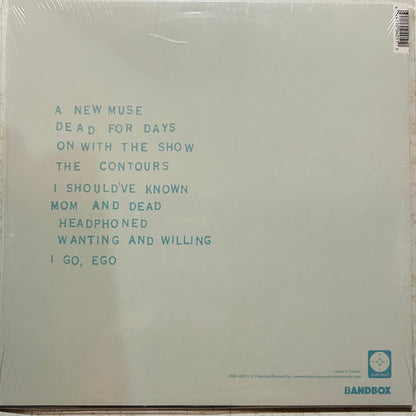 A NEW MUSE
DEAD FOR DAYS
ON WITH THE SHOW
THE CONTOURS
I SHOULD'VE KNOWN
MOM AND DEAD
HEADPHONED
WANTING AND WILLING
I GO, EGO
BANDBOX